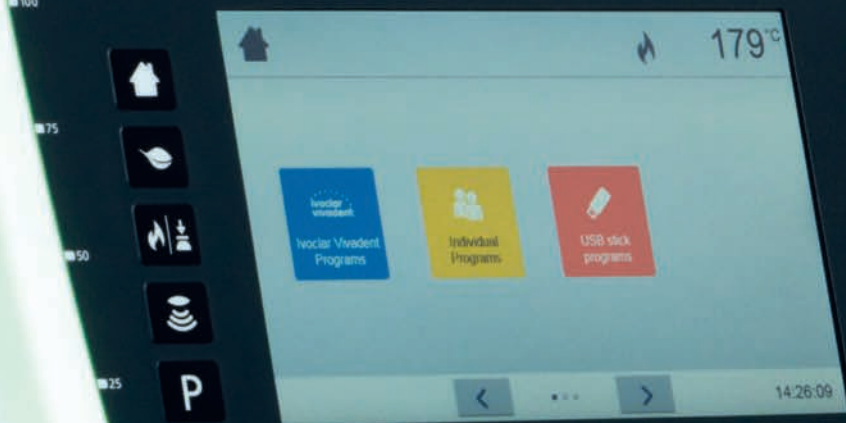 100
179°C
75
ivoclar
vivadent
Ivoclar Vivadent
Programs
Individual
Programs
USB stick
programs
50
25
P
14:26:09